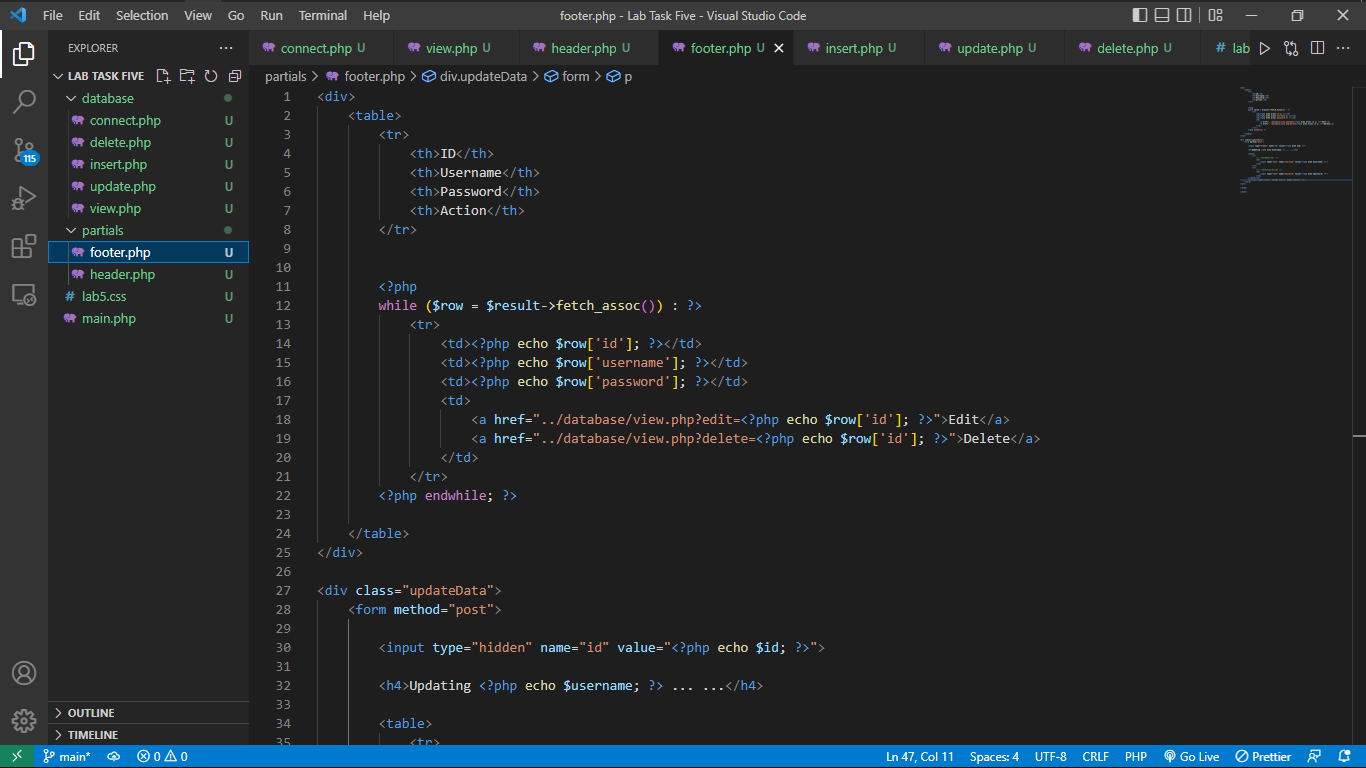 File Edit Selection View Go Run Terminal Help footer.php - Lab Task Five - Visual Studio Code
EXPLORER ...
connect.php U view.php U header.php U footer.php U insert.php U update.php U delete.php U # lab
LAB TASK FIVE
partials > footer.php > div.updateData > form > p
database
connect.php U
delete.php U
insert.php U
update.php U
view.php U
partials
footer.php U
header.php U
# lab5.css U
main.php U
115
OUTLINE
TIMELINE
1 <div>
2 <table>
3 <tr>
4 <th>ID</th>
5 <th>Username</th>
6 <th>Password</th>
7 <th>Action</th>
8 </tr>
9
10
11 <?php
12 while ($row = $result->fetch_assoc()) : ?>
13 <tr>
14 <td><?php echo $row['id']; ?></td>
15 <td><?php echo $row['username']; ?></td>
16 <td><?php echo $row['password']; ?></td>
17 <td>
18 <a href="../database/view.php?edit=<?php echo $row['id']; ?>">Edit</a>
19 <a href="../database/view.php?delete=<?php echo $row['id']; ?>">Delete</a>
20 </td>
21 </tr>
22 <?php endwhile; ?>
23
24 </table>
25 </div>
26
27 <div class="updateData">
28 <form method="post">
29
30 <input type="hidden" name="id" value="<?php echo $id; ?>">
31
32 <h4>Updating <?php echo $username; ?> ... ...</h4>
33
34 <table>
35 <tr>
main* 0 0 Ln 47, Col 11 Spaces: 4 UTF-8 CRLF PHP Go Live Prettier